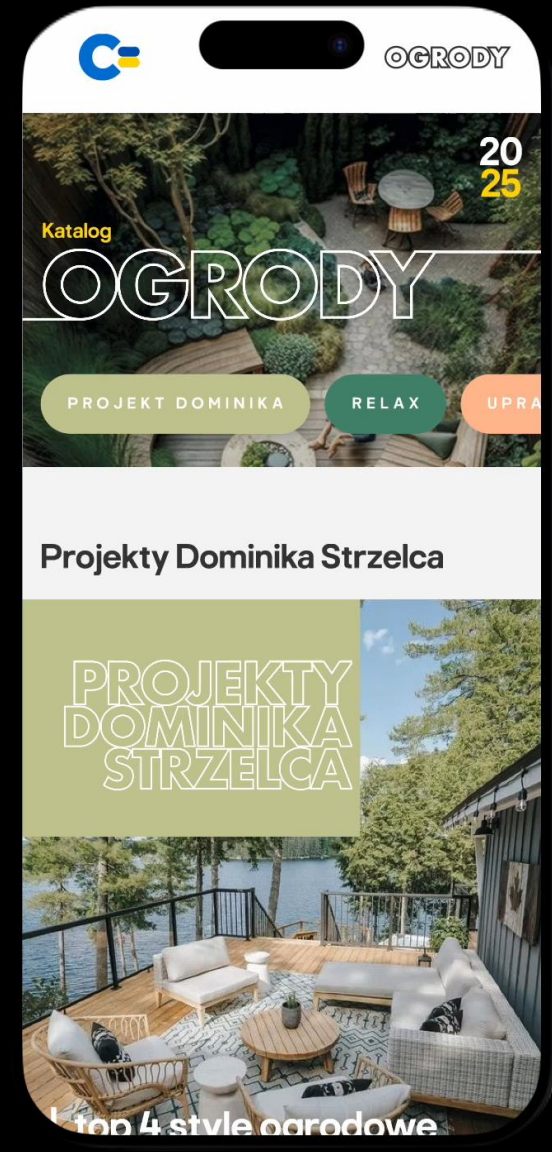 OGRODY
20
25
Katalog
OGRODY
PROJEKT DOMINIKA
RELAX
UPRA
Projekty Dominika Strzelca
PROJEKTY
DOMINIKA
STRZELCA
top 4 style ogrodowe